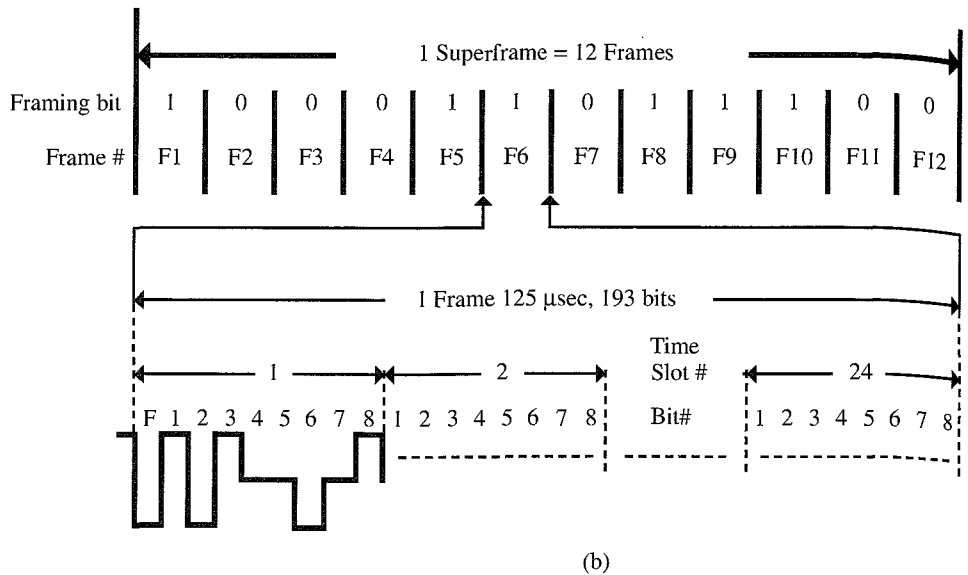 1 Superframe = 12 Frames
Framing bit 1 0 0 0 1 1 0 1 1 1 0 0
Frame # F1 F2 F3 F4 F5 F6 F7 F8 F9 F10 F11 F12
1 Frame 125 μsec, 193 bits
Time
1 2 Slot # 24
F 1 2 3 4 5 6 7 8 1 2 3 4 5 6 7 8 Bit# 1 2 3 4 5 6 7 8
(b)